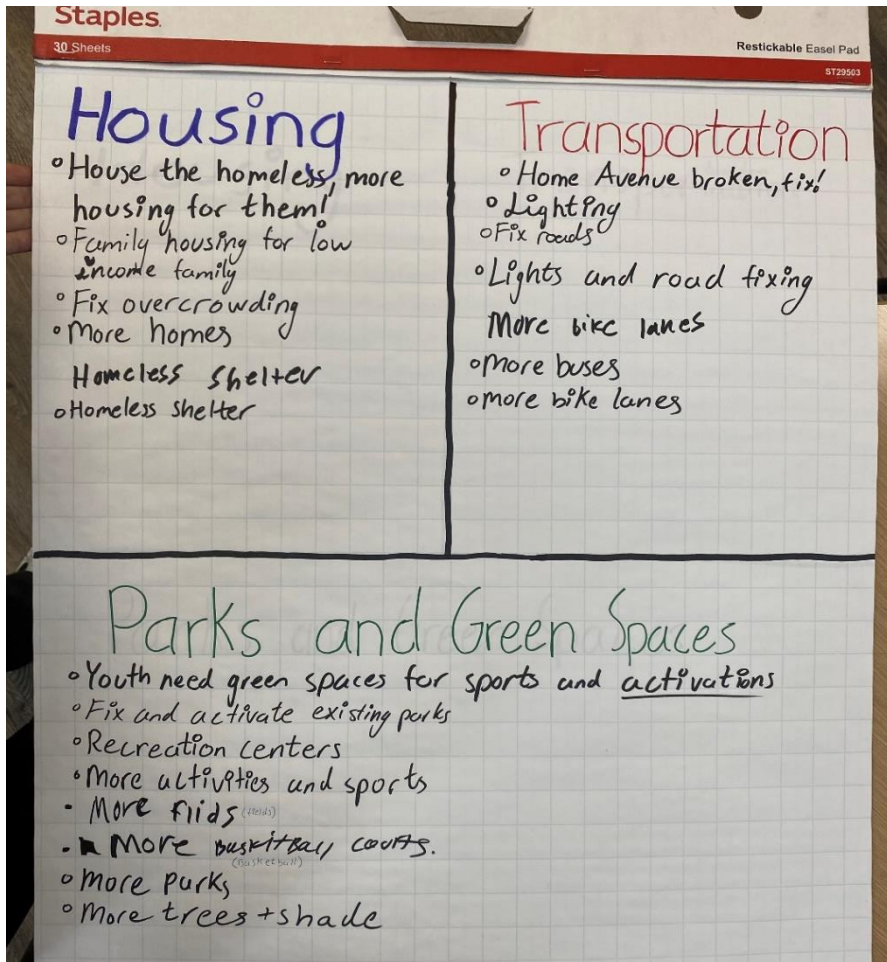 Staples.
30 Sheets
Restickable Easel Pad
ST29503
Housing
° House the homeless, more
housing for them!
° Family housing for low
income family
° Fix overcrowding
° More homes
Homeless shelter
° Homeless shelter
Transportation
° Home Avenue broken, fix!
° Lighting
° Fix roads
° Lights and road fixing
More bike lanes
° more buses
° more bike lanes
Parks and Green Spaces
° Youth need green spaces for sports and activations
° Fix and activate existing parks
° Recreation centers
° More activities and sports
· More fiids (fields)
· More Buskitball courts.
(Basketball)
° more parks
° More trees + shade